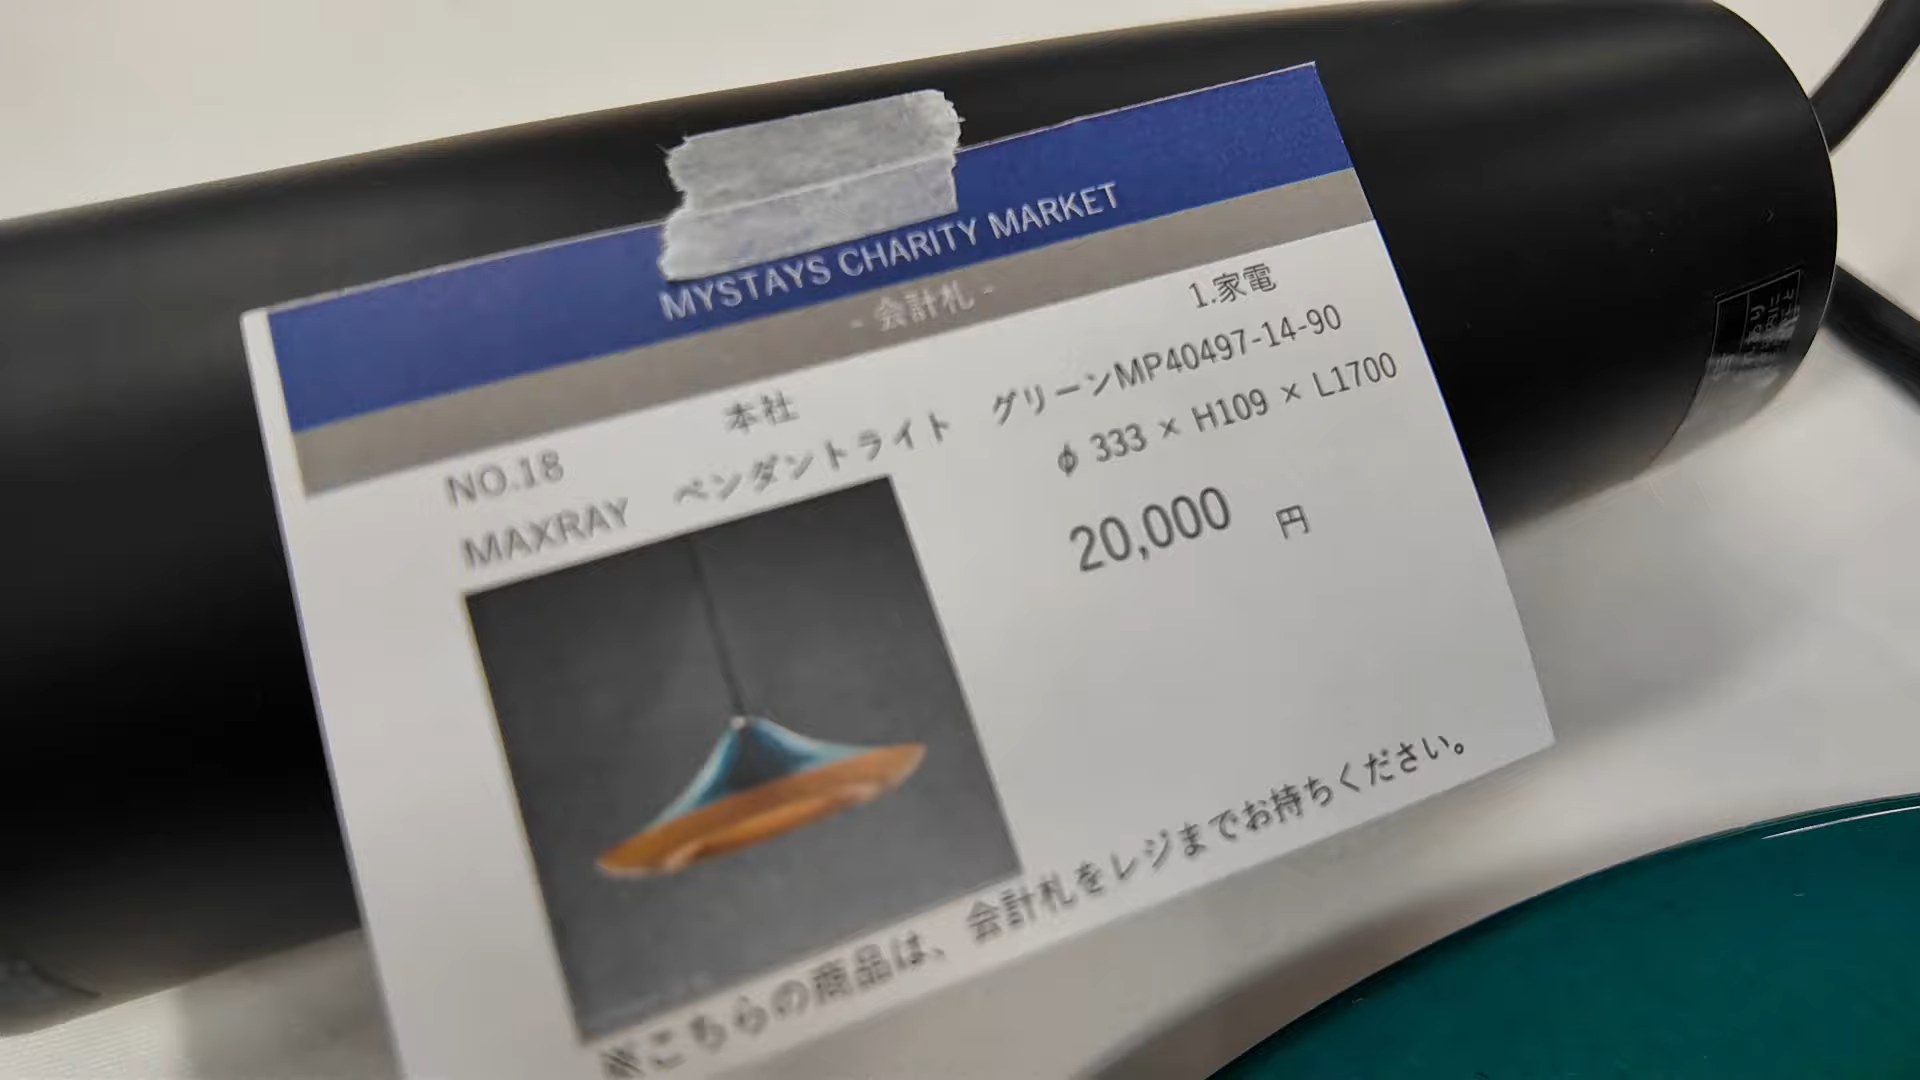 MYSTAYS CHARITY MARKET
- 会計札 -
本社 1.家電
NO.18
MAXRAY ペンダントライト グリーンMP40497-14-90
φ 333 × H109 × L1700
20,000 円
※こちらの商品は、会計札をレジまでお持ちください。